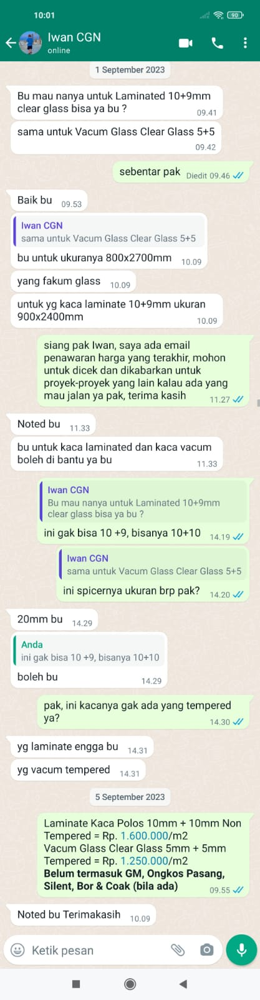 10:01
90
Iwan CGN
online
1 September 2023
Bu mau nanya untuk Laminated 10+9mm
clear glass bisa ya bu ?
09.41
sama untuk Vacum Glass Clear Glass 5+5
09.42
sebentar pak Diedit 09.46
Baik bu 09.53
Iwan CGN
sama untuk Vacum Glass Clear Glass 5+5
bu untuk ukuranya 800x2700mm 10.09
yang fakum glass 10.09
untuk yg kaca laminate 10+9mm ukuran
900x2400mm
10.09
siang pak Iwan, saya ada email
penawaran harga yang terakhir, mohon
untuk dicek dan dikabarkan untuk
proyek-proyek yang lain kalau ada yang
mau jalan ya pak, terima kasih 11.27
Noted bu 11.33
bu untuk kaca laminated dan kaca vacum
boleh di bantu ya bu
11.33
Iwan CGN
Bu mau nanya untuk Laminated 10+9mm
clear glass bisa ya bu ?
ini gak bisa 10 +9, bisanya 10+10 14.19
Iwan CGN
sama untuk Vacum Glass Clear Glass 5+5
ini spicernya ukuran brp pak? 14.20
20mm bu 14.29
Anda
ini gak bisa 10 +9, bisanya 10+10
boleh bu
14.29
pak, ini kacanya gak ada yang tempered
ya?
14.30
yg laminate engga bu 14.31
yg vacum tempered 14.31
5 September 2023
Laminate Kaca Polos 10mm + 10mm Non
Tempered = Rp. 1.600.000/m2
Vacum Glass Clear Glass 5mm + 5mm
Tempered = Rp. 1.250.000/m2
Belum termasuk GM, Ongkos Pasang,
Silent, Bor & Coak (bila ada) 09.55
Noted bu Terimakasih 10.09
Ketik pesan